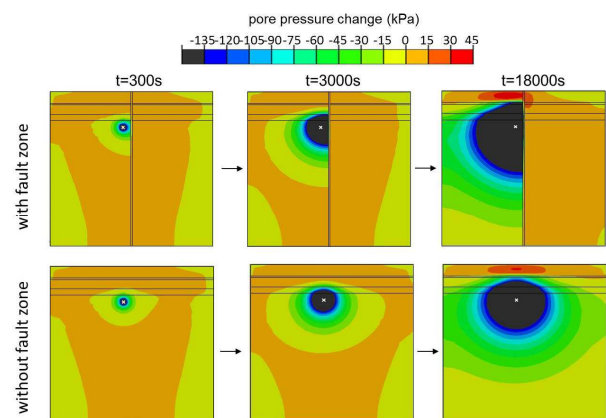 pore pressure change (kPa)
-135-120-105-90-75-60-45-30-15 0 15 30 45
t=300s t=3000s t=18000s
with fault zone
without fault zone